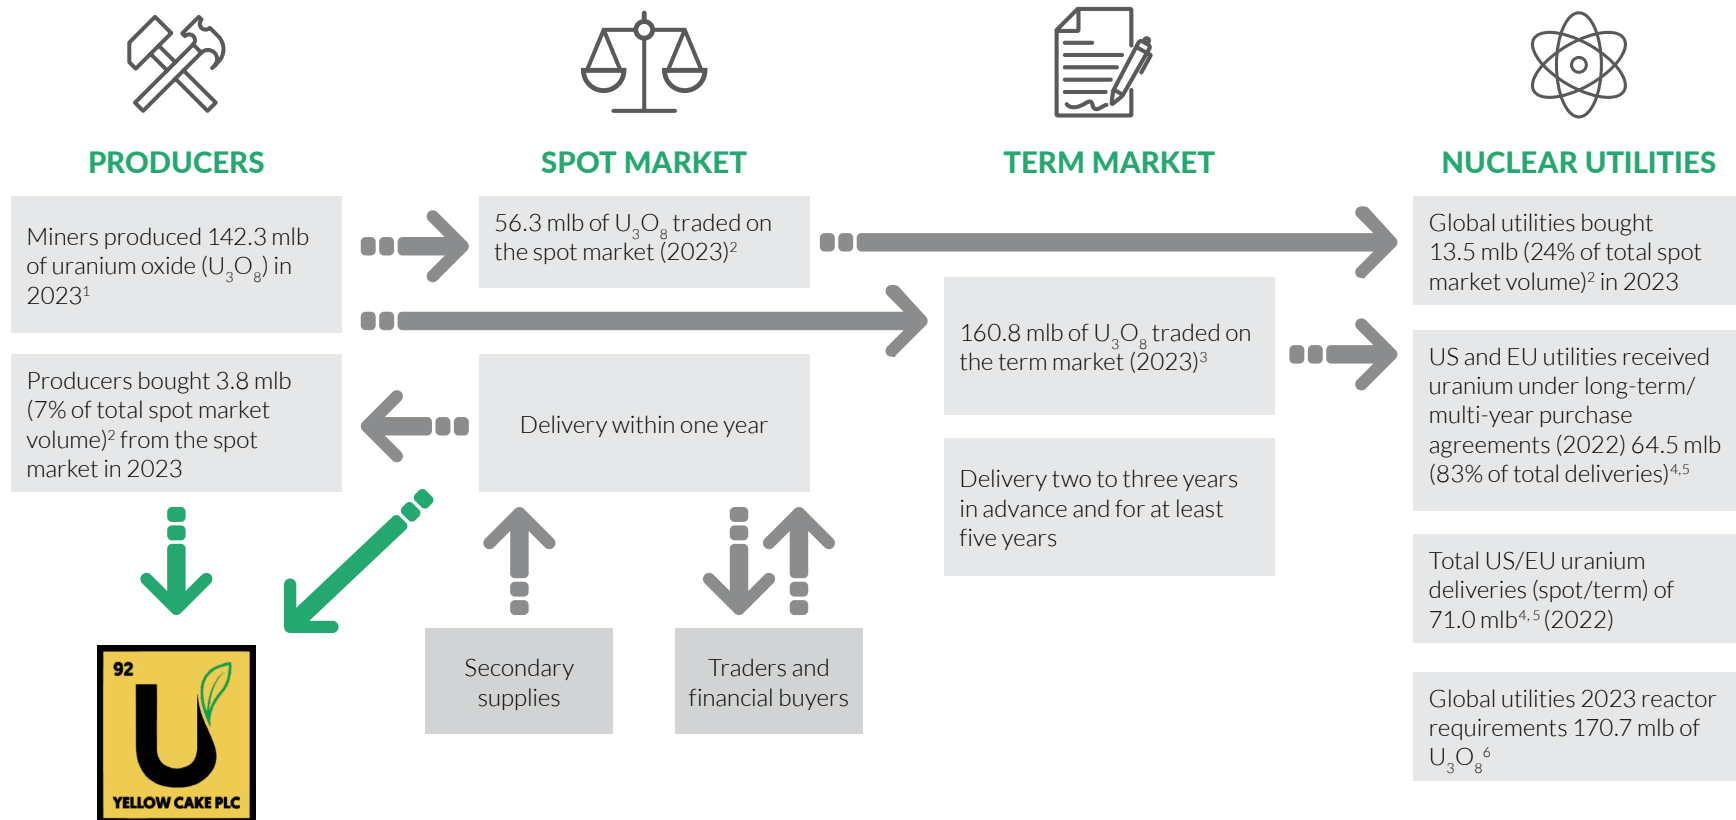 PRODUCERS
Miners produced 142.3 mlb
of uranium oxide (U₃O₈) in
2023¹
Producers bought 3.8 mlb
(7% of total spot market
volume)² from the spot
market in 2023
92
U
YELLOW CAKE PLC
SPOT MARKET
56.3 mlb of U₃O₈ traded on
the spot market (2023)²
Delivery within one year
Secondary
supplies
Traders and
financial buyers
TERM MARKET
160.8 mlb of U₃O₈ traded on
the term market (2023)³
Delivery two to three years
in advance and for at least
five years
NUCLEAR UTILITIES
Global utilities bought
13.5 mlb (24% of total spot
market volume)² in 2023
US and EU utilities received
uranium under long-term/
multi-year purchase
agreements (2022) 64.5 mlb
(83% of total deliveries)⁴,⁵
Total US/EU uranium
deliveries (spot/term) of
71.0 mlb⁴,⁵ (2022)
Global utilities 2023 reactor
requirements 170.7 mlb of
U₃O₈⁶